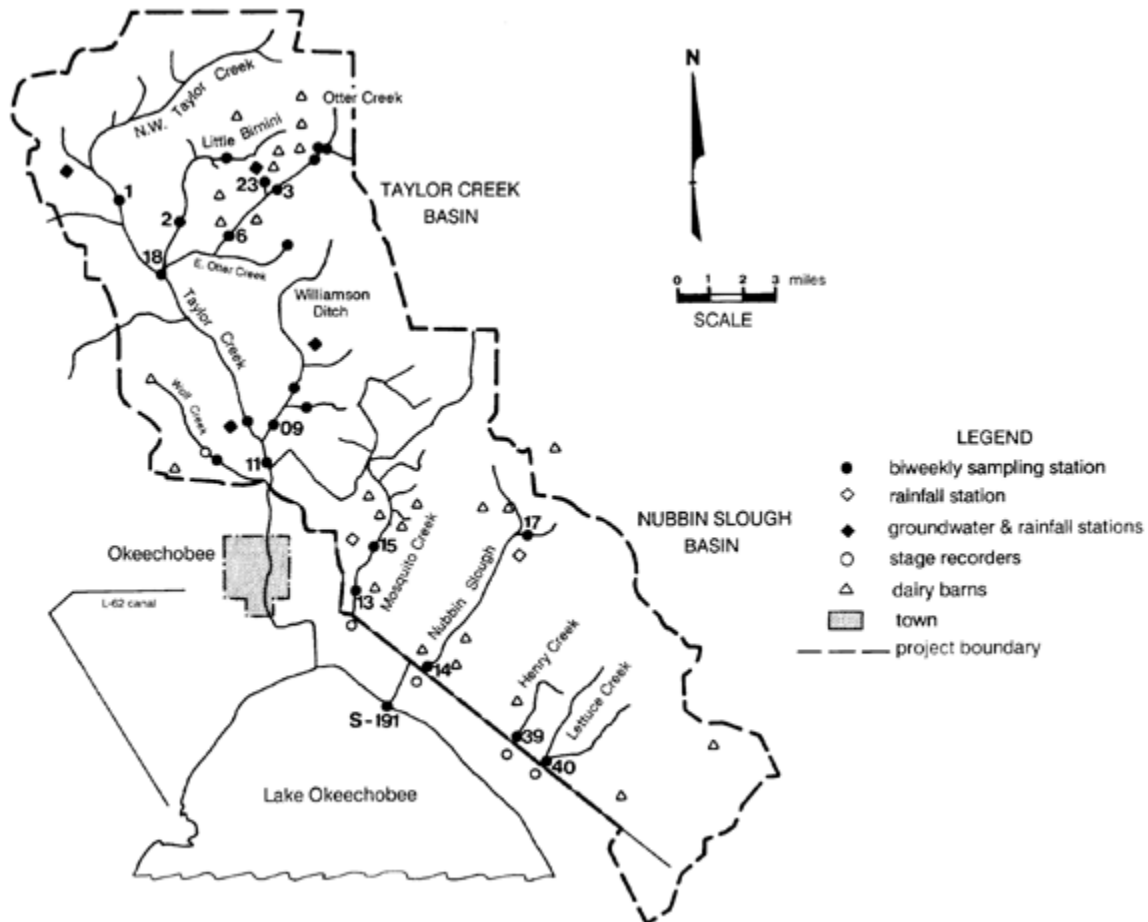 N.W. Taylor Creek
Otter Creek
Little Bimini
N
1
23
3
TAYLOR CREEK
BASIN
2
6
18
E. Otter Creek
0 1 2 3 miles
SCALE
Williamson
Ditch
Taylor Creek
Wolf Creek
09
11
LEGEND
biweekly sampling station
rainfall station
groundwater & rainfall stations
stage recorders
dairy barns
town
project boundary
NUBBIN SLOUGH
BASIN
17
15
Mosquito Creek
Okeechobee
13
Nubbin Slough
L-62 canal
14
Henry Creek
Lettuce Creek
S-191
39
40
Lake Okeechobee